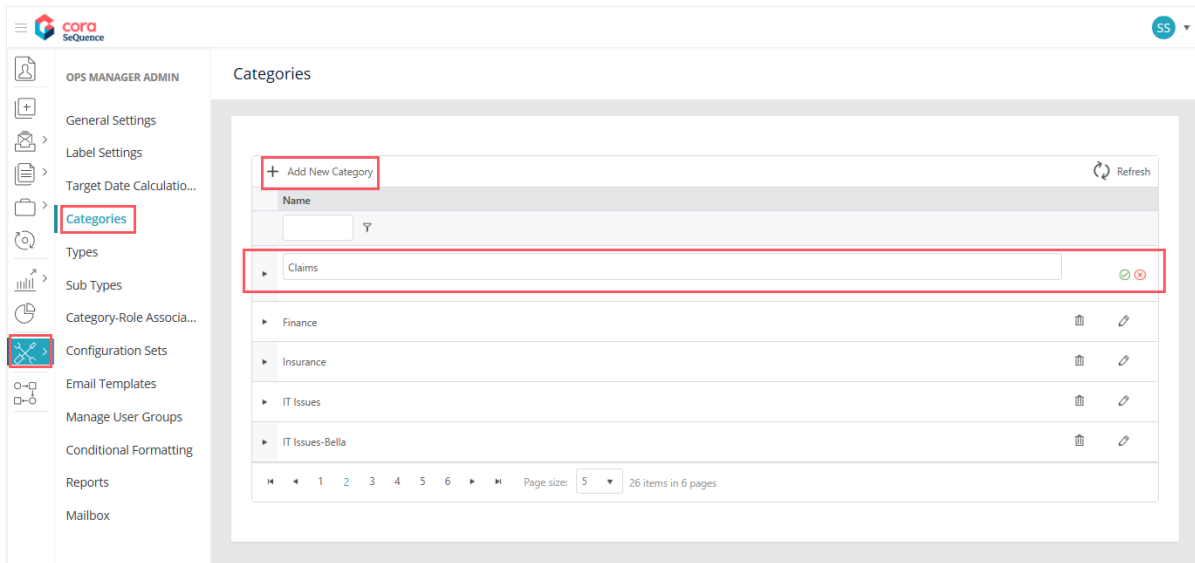 cora
SeQuence
SS
OPS MANAGER ADMIN
General Settings
Label Settings
Target Date Calculatio...
Categories
Types
Sub Types
Category-Role Associa...
Configuration Sets
Email Templates
Manage User Groups
Conditional Formatting
Reports
Mailbox
Categories
Add New Category
Refresh
Name
Claims
Finance
Insurance
IT Issues
IT Issues-Bella
1 2 3 4 5 6 Page size: 5 26 items in 6 pages